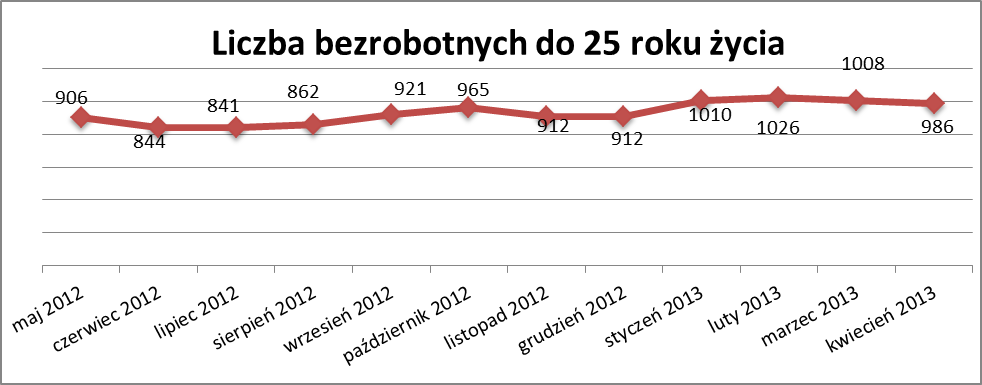 Liczba bezrobotnych do 25 roku życia
906
844
841
862
921
965
912
912
1010
1026
1008
986
maj 2012
czerwiec 2012
lipiec 2012
sierpień 2012
wrzesień 2012
październik 2012
listopad 2012
grudzień 2012
styczeń 2013
luty 2013
marzec 2013
kwiecień 2013